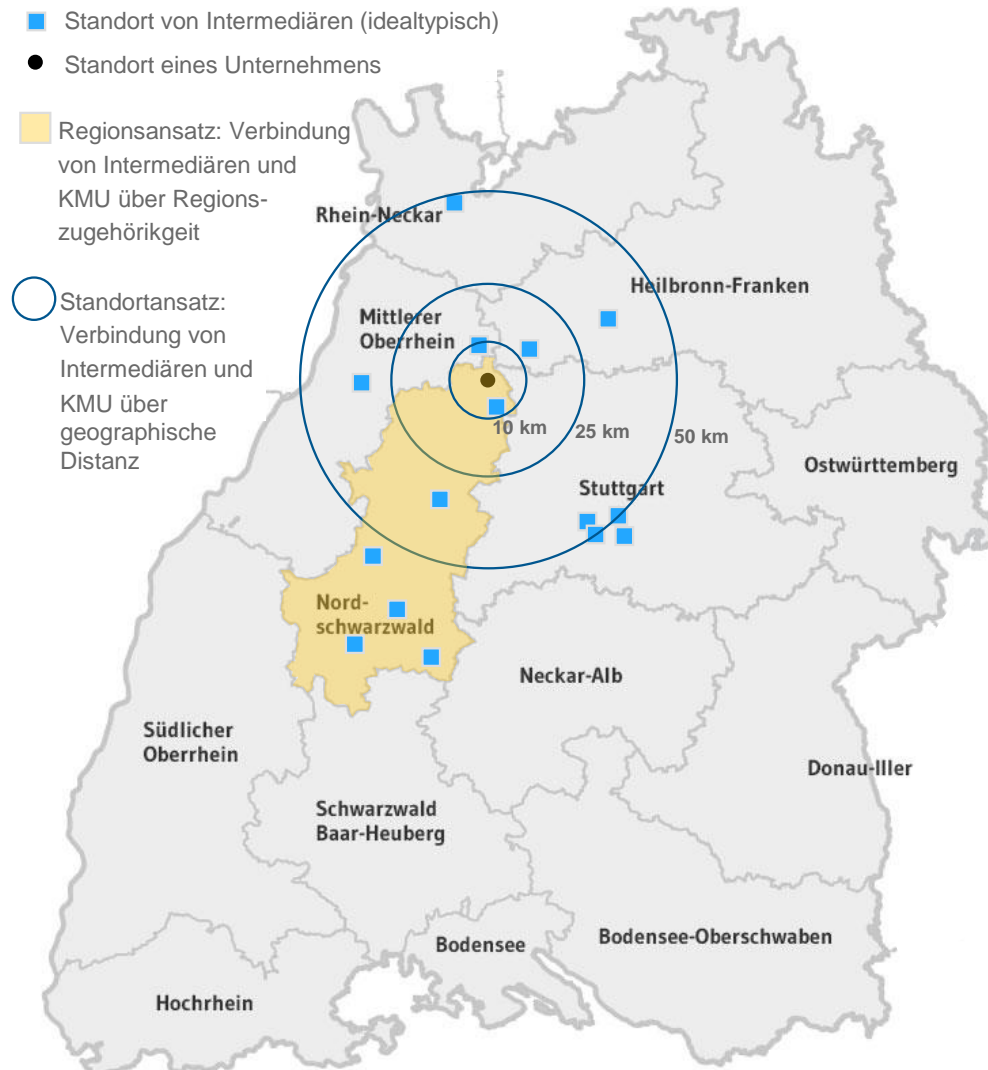 Standort von Intermediären (idealtypisch)
Standort eines Unternehmens
Regionsansatz: Verbindung
von Intermediären und
KMU über Regions-
zugehörikgeit
Standortansatz:
Verbindung von
Intermediären und
KMU über
geographische
Distanz
Rhein-Neckar
Heilbronn-Franken
Mittlerer
Oberrhein
10 km
25 km
50 km
Ostwürttemberg
Stuttgart
Nord-
schwarzwald
Neckar-Alb
Südlicher
Oberrhein
Donau-Iller
Schwarzwald
Baar-Heuberg
Bodensee
Bodensee-Oberschwaben
Hochrhein